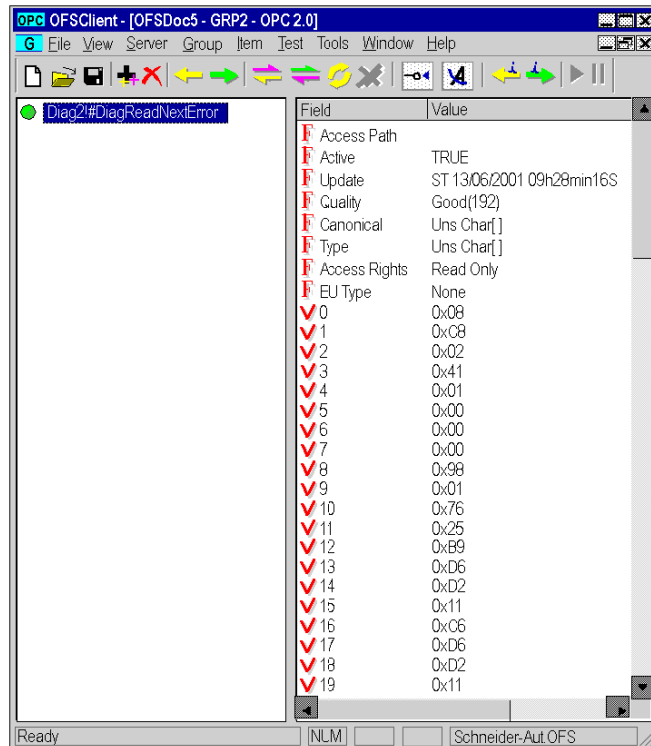 OPC OFSClient - [OFSDoc5 - GRP2 - OPC 2.0]
G File View Server Group Item Test Tools Window Help
Diag2!#DiagReadNextError
Field Value
F Access Path
F Active TRUE
F Update ST 13/06/2001 09h28min16S
F Quality Good(192)
F Canonical Uns Char[ ]
F Type Uns Char[ ]
F Access Rights Read Only
F EU Type None
0 0x08
1 0xC8
2 0x02
3 0x41
4 0x01
5 0x00
6 0x00
7 0x00
8 0x98
9 0x01
10 0x76
11 0x25
12 0xB9
13 0xD6
14 0xD2
15 0x11
16 0xC6
17 0xD6
18 0xD2
19 0x11
Ready NUM Schneider-Aut.OFS